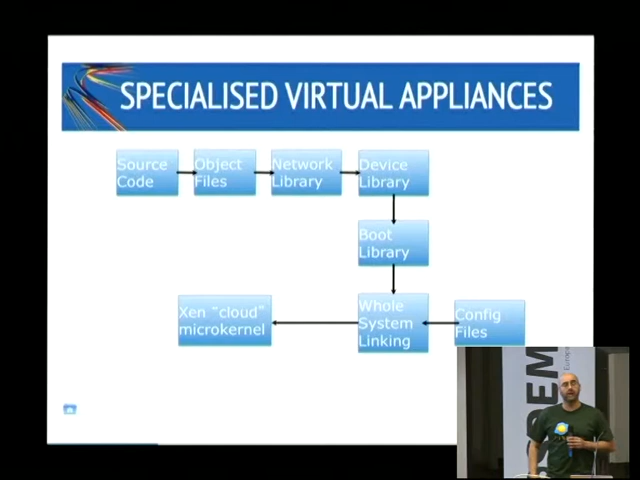 SPECIALISED VIRTUAL APPLIANCES
Source
Code
Object
Files
Network
Library
Device
Library
Boot
Library
Xen "cloud"
microkernel
Whole
System
Linking
Config
Files